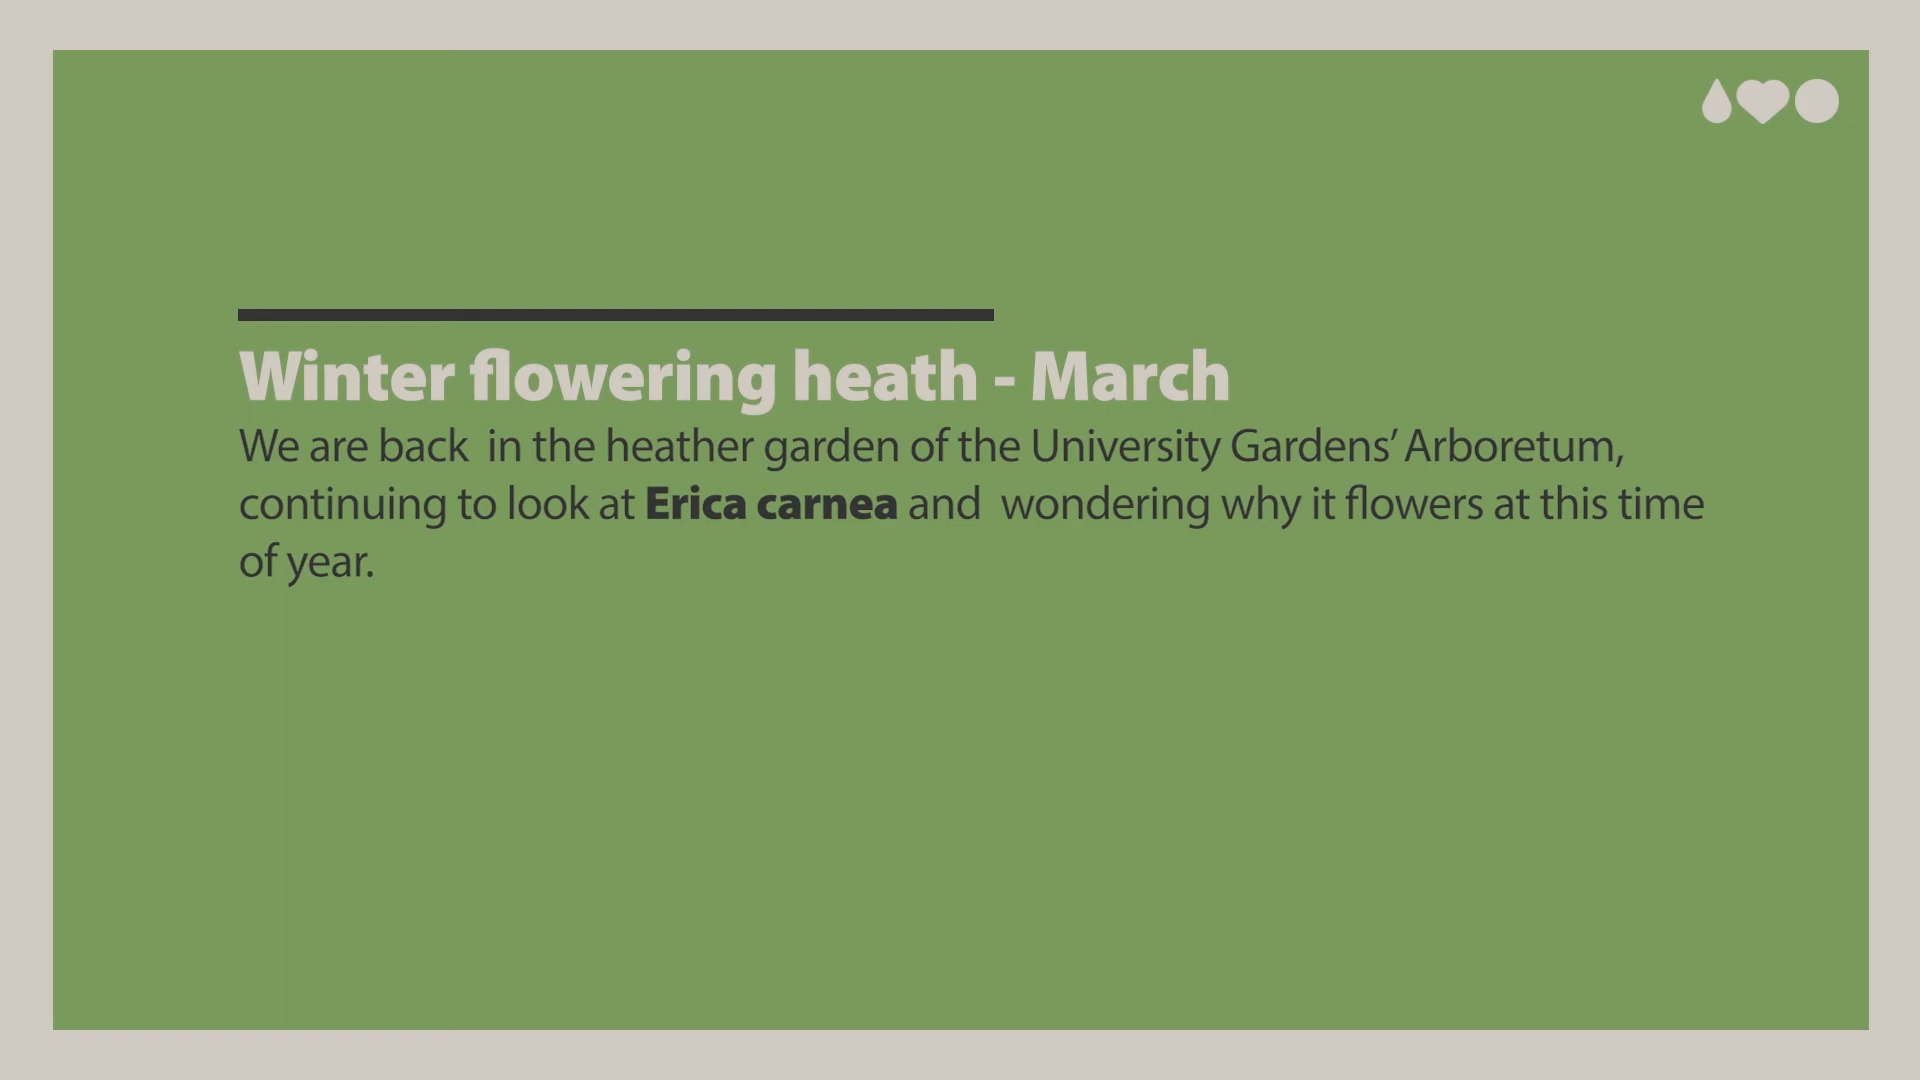 Winter flowering heath - March
We are back  in the heather garden of the University Gardens’ Arboretum,
continuing to look at Erica carnea and  wondering why it flowers at this time
of year.